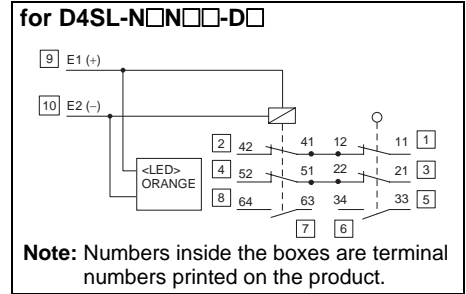 for D4SL-N□N□□-D□
9 E1 (+)
10 E2 (−)
2 42 41 12 11 1
<LED> 4 52 51 22 21 3
ORANGE
8 64 63 34 33 5
7 6
Note: Numbers inside the boxes are terminal
numbers printed on the product.